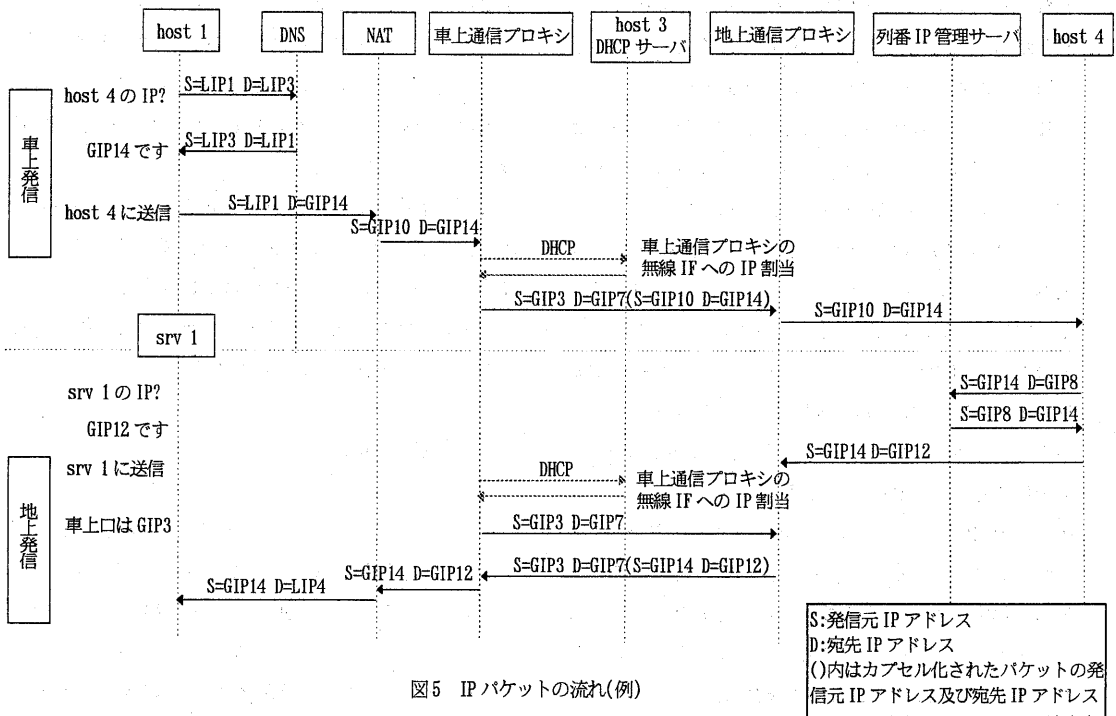 host 1
DNS
NAT
車上通信プロキシ
host 3
DHCP サーバ
地上通信プロキシ
列番 IP 管理サーバ
host 4
車上発信
host 4 の IP?
S=LIP1 D=LIP3
GIP14 です
S=LIP3 D=LIP1
host 4 に送信
S=LIP1 D=GIP14
S=GIP10 D=GIP14
DHCP
車上通信プロキシの
無線 IF への IP 割当
S=GIP3 D=GIP7(S=GIP10 D=GIP14)
S=GIP10 D=GIP14
srv 1
srv 1 の IP?
S=GIP14 D=GIP8
GIP12 です
S=GIP8 D=GIP14
地上発信
srv 1 に送信
S=GIP14 D=GIP12
DHCP
車上通信プロキシの
無線 IF への IP 割当
車上口は GIP3
S=GIP3 D=GIP7
S=GIP3 D=GIP7(S=GIP14 D=GIP12)
S=GIP14 D=GIP12
S=GIP14 D=LIP4
S:発信元 IP アドレス
D:宛先 IP アドレス
()内はカプセル化されたパケットの発
信元 IP アドレス及び宛先 IP アドレス
図5 IP パケットの流れ(例)